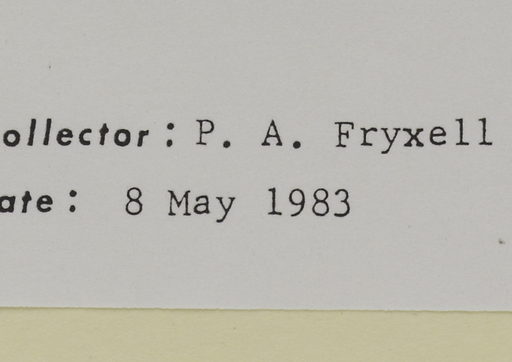 ollector: P. A. Fryxell
ate: 8 May 1983